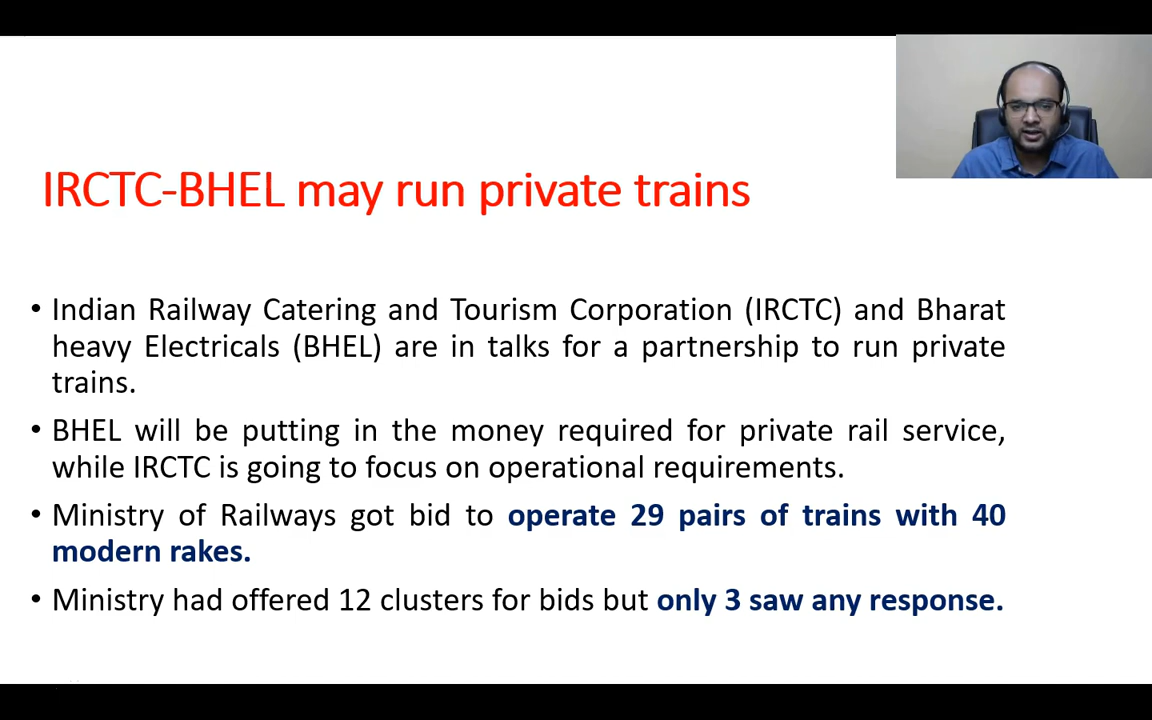 IRCTC-BHEL may run private trains
• Indian Railway Catering and Tourism Corporation (IRCTC) and Bharat
heavy Electricals (BHEL) are in talks for a partnership to run private
trains.
• BHEL will be putting in the money required for private rail service,
while IRCTC is going to focus on operational requirements.
• Ministry of Railways got bid to operate 29 pairs of trains with 40
modern rakes.
• Ministry had offered 12 clusters for bids but only 3 saw any response.